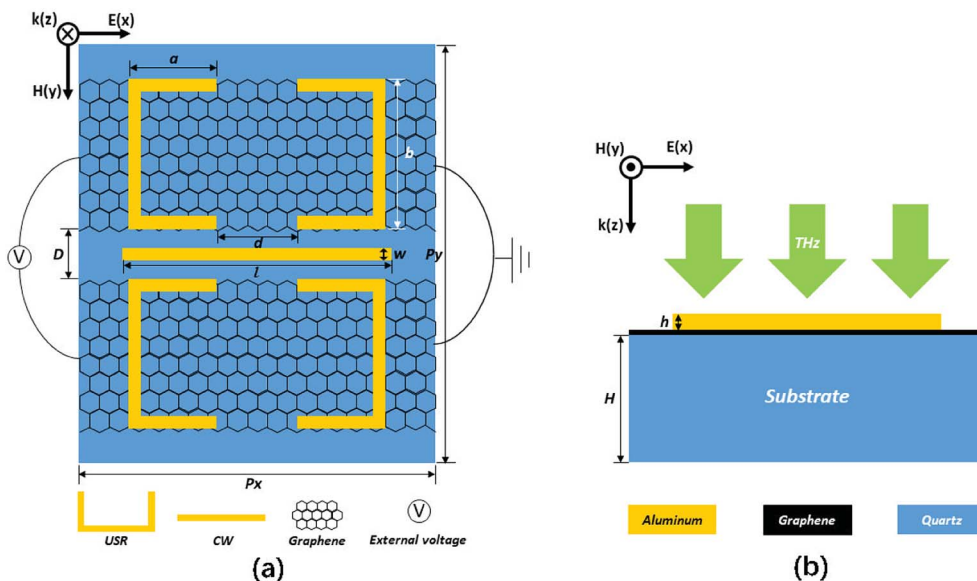 k(z)
E(x)
H(y)
a
b
V
D
d
w
Py
l
Px
V
USR
CW
Graphene
External voltage
(a)
H(y)
E(x)
k(z)
THz
h
H
Substrate
Aluminum
Graphene
Quartz
(b)